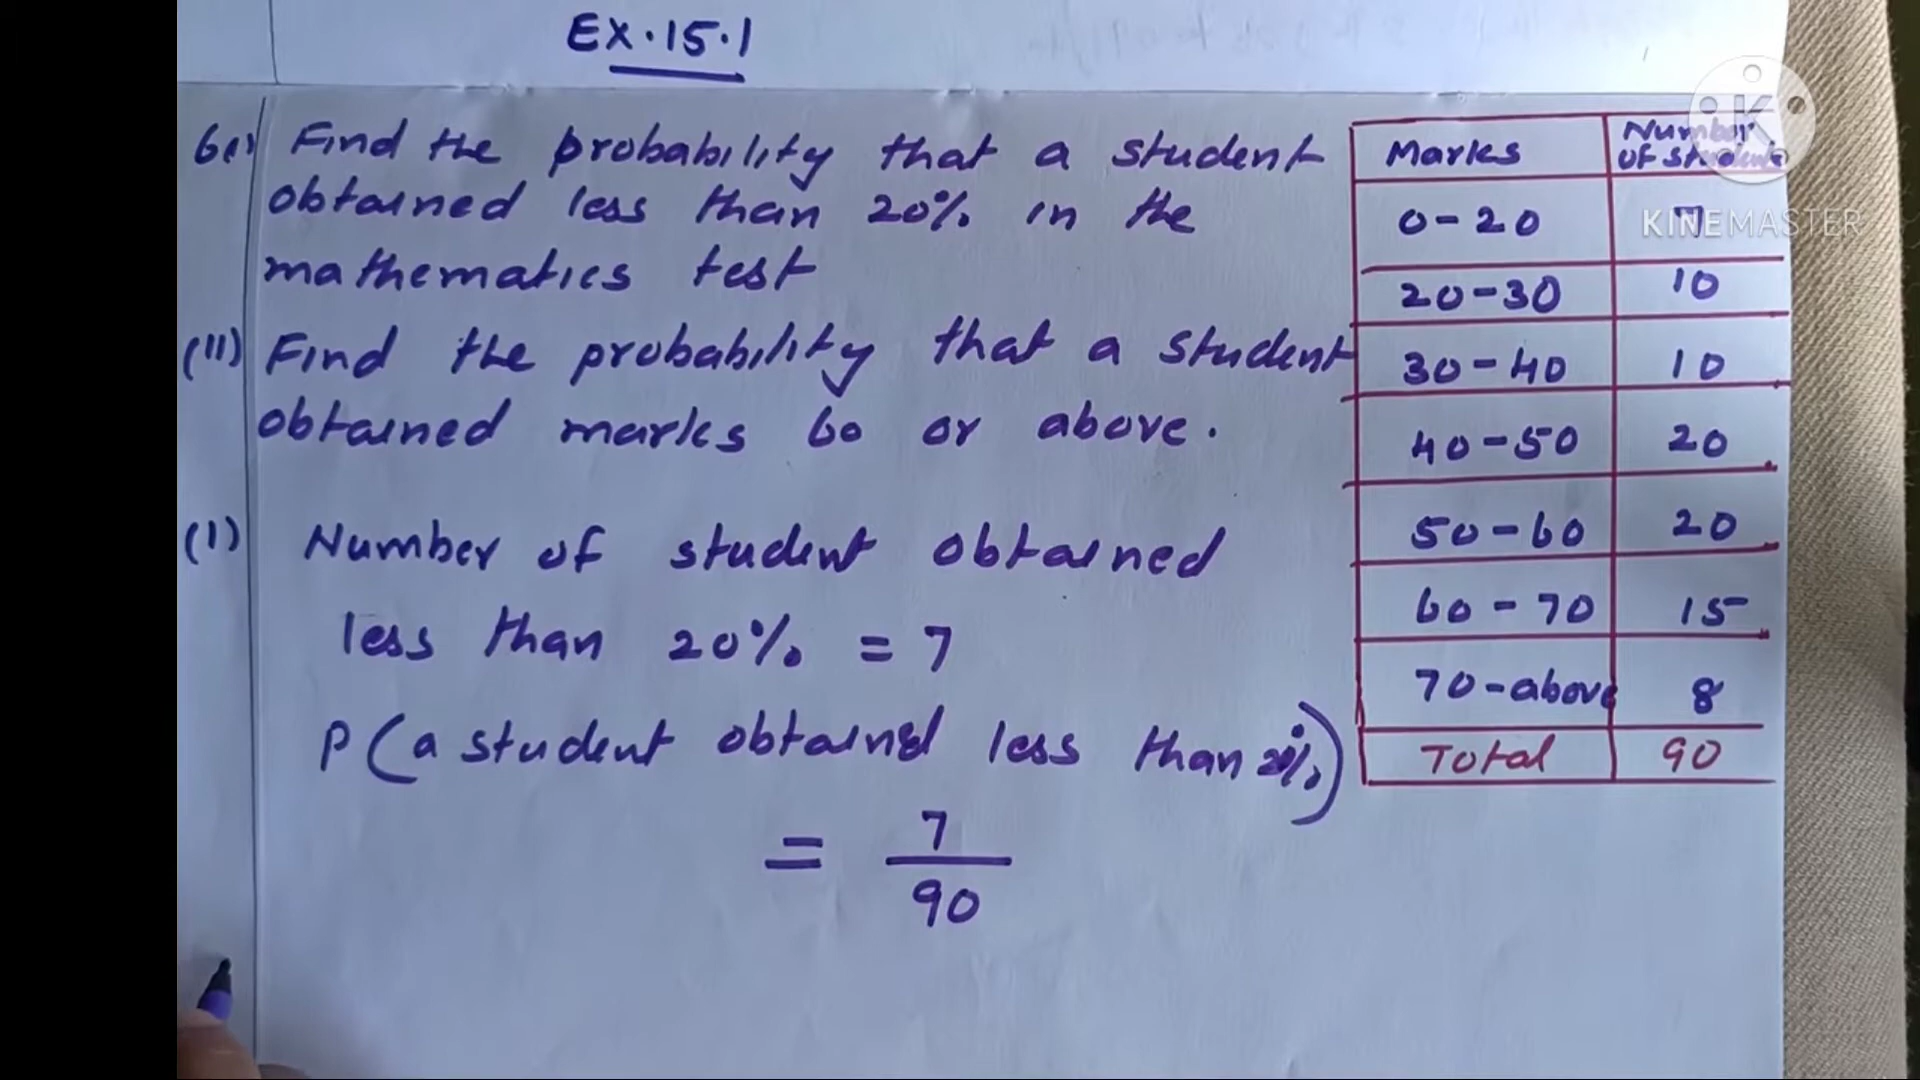 Ex.15.1
6(i) Find the probability that a student
obtained less than 20% in the
mathematics test
(II) Find the probability that a student
obtained marks 60 or above.
(I) Number of student obtained
less than 20% = 7
P(a student obtained less than 20%)
= 7
90
Marks Number of students
0-20 7
20-30 10
30-40 10
40-50 20
50-60 20
60-70 15
70-above 8
Total 90
K
KINEMASTER